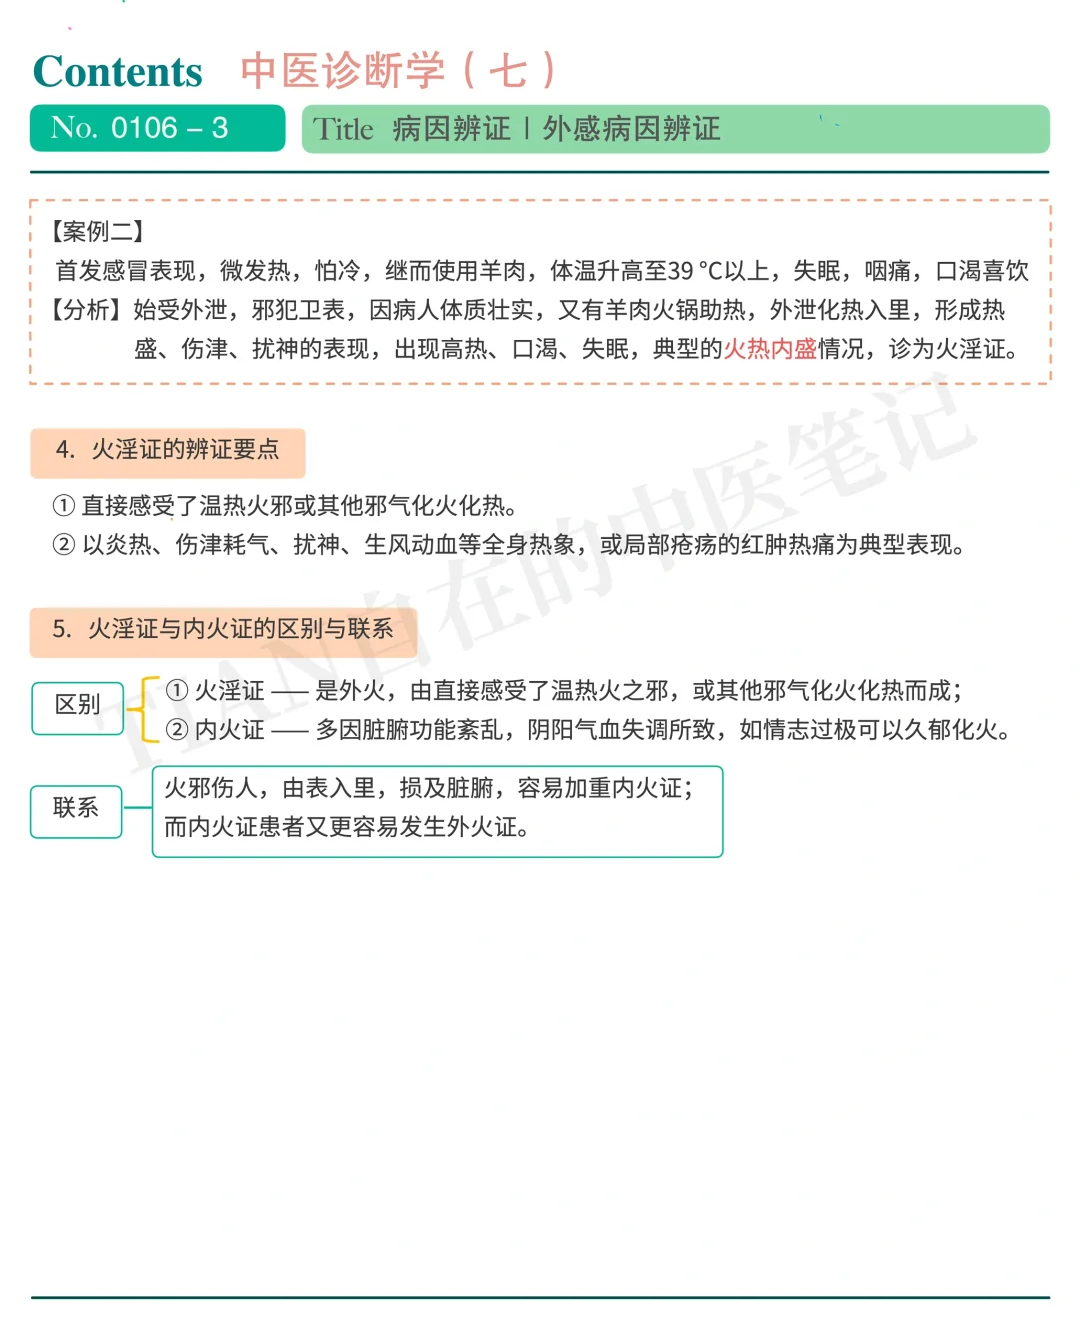 Contents 中医诊断学（七）
No. 0106 – 3
Title 病因辨证 | 外感病因辨证
【案例二】
首发感冒表现，微发热，怕冷，继而使用羊肉，体温升高至39 ℃以上，失眠，咽痛，口渴喜饮
【分析】始受外泄，邪犯卫表，因病人体质壮实，又有羊肉火锅助热，外泄化热入里，形成热
盛、伤津、扰神的表现，出现高热、口渴、失眠，典型的火热内盛情况，诊为火淫证。
4. 火淫证的辨证要点
① 直接感受了温热火邪或其他邪气化火化热。
② 以炎热、伤津耗气、扰神、生风动血等全身热象，或局部疮疡的红肿热痛为典型表现。
5. 火淫证与内火证的区别与联系
区别
① 火淫证 —— 是外火，由直接感受了温热火之邪，或其他邪气化火化热而成；
② 内火证 —— 多因脏腑功能紊乱，阴阳气血失调所致，如情志过极可以久郁化火。
联系
火邪伤人，由表入里，损及脏腑，容易加重内火证；
而内火证患者又更容易发生外火证。
TIAN自在的中医笔记